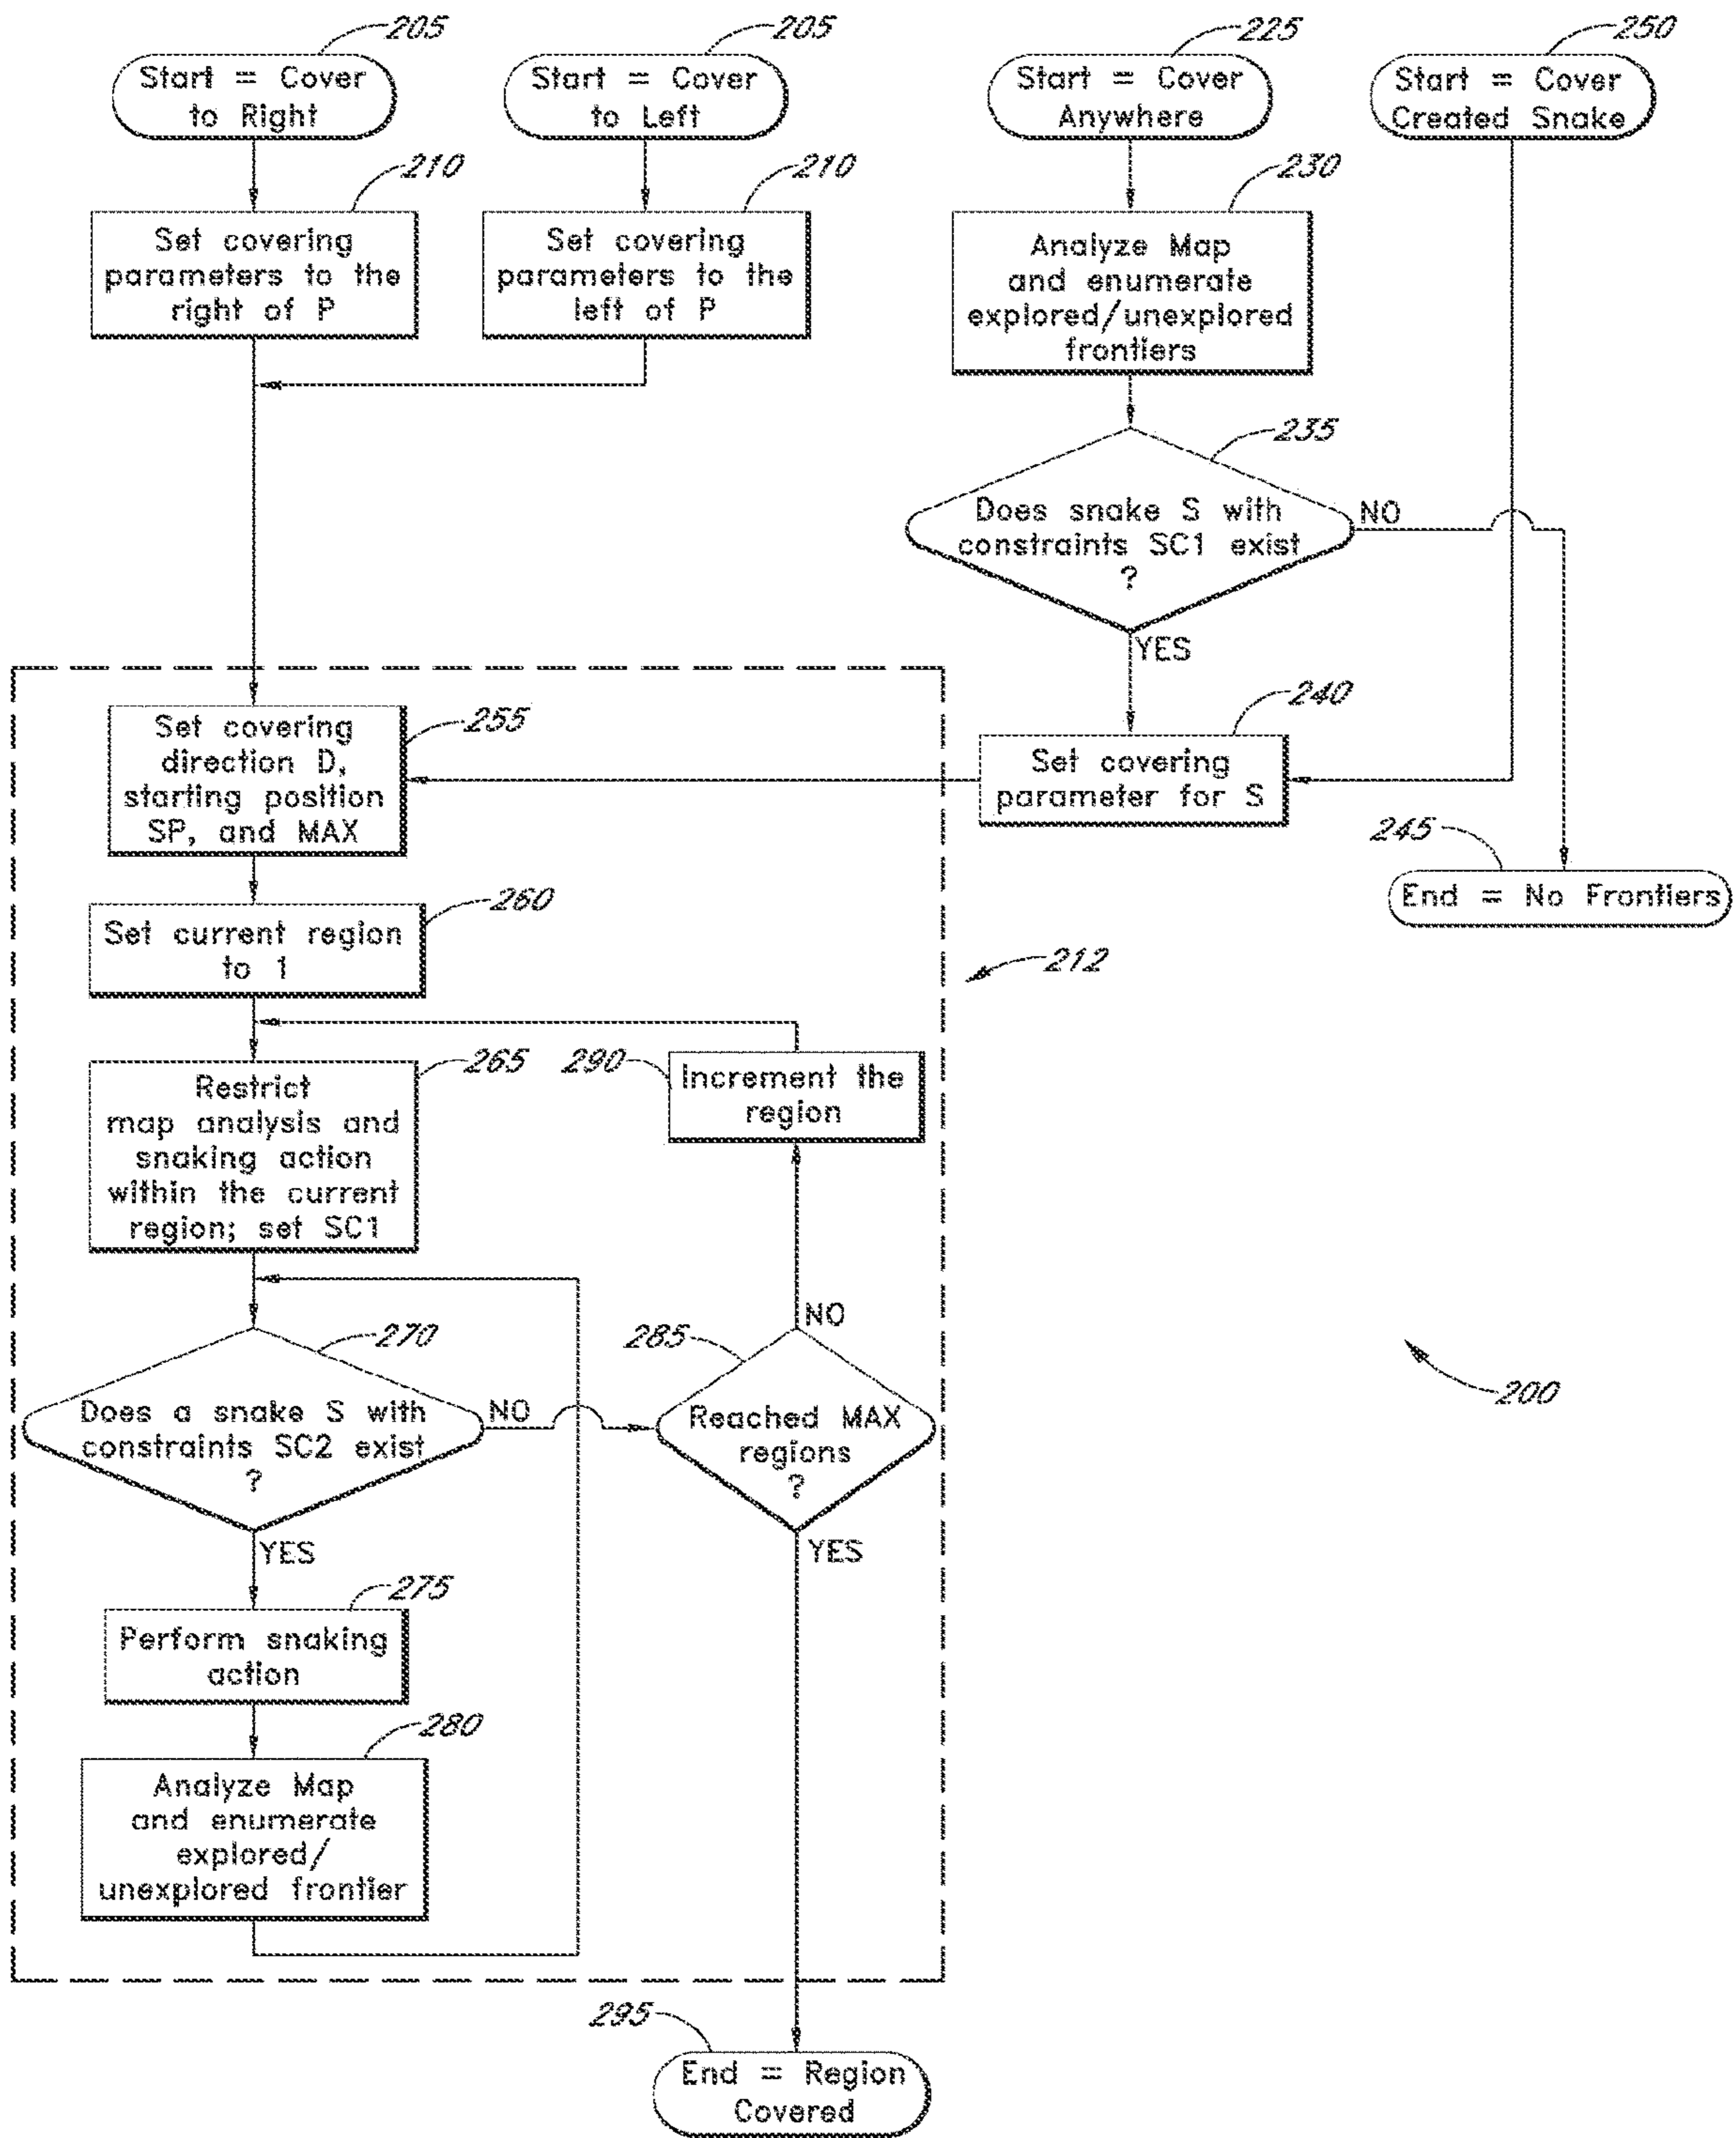 205
Start = Cover
to Right
205
Start = Cover
to Left
225
Start = Cover
Anywhere
250
Start = Cover
Created Snake
210
Set covering
parameters to the
right of P
210
Set covering
parameters to the
left of P
230
Analyze Map
and enumerate
explored/unexplored
frontiers
235
Does snake S with
constraints SC1 exist
?
NO
YES
240
Set covering
parameter for S
245
End = No Frontiers
255
Set covering
direction D,
starting position
SP, and MAX
260
Set current region
to 1
212
265
Restrict
map analysis and
snaking action
within the current
region; set SC1
290
Increment the
region
270
Does a snake S with
constraints SC2 exist
?
NO
YES
285
NO
Reached MAX
regions
?
YES
200
275
Perform snaking
action
280
Analyze Map
and enumerate
explored/
unexplored frontier
295
End = Region
Covered